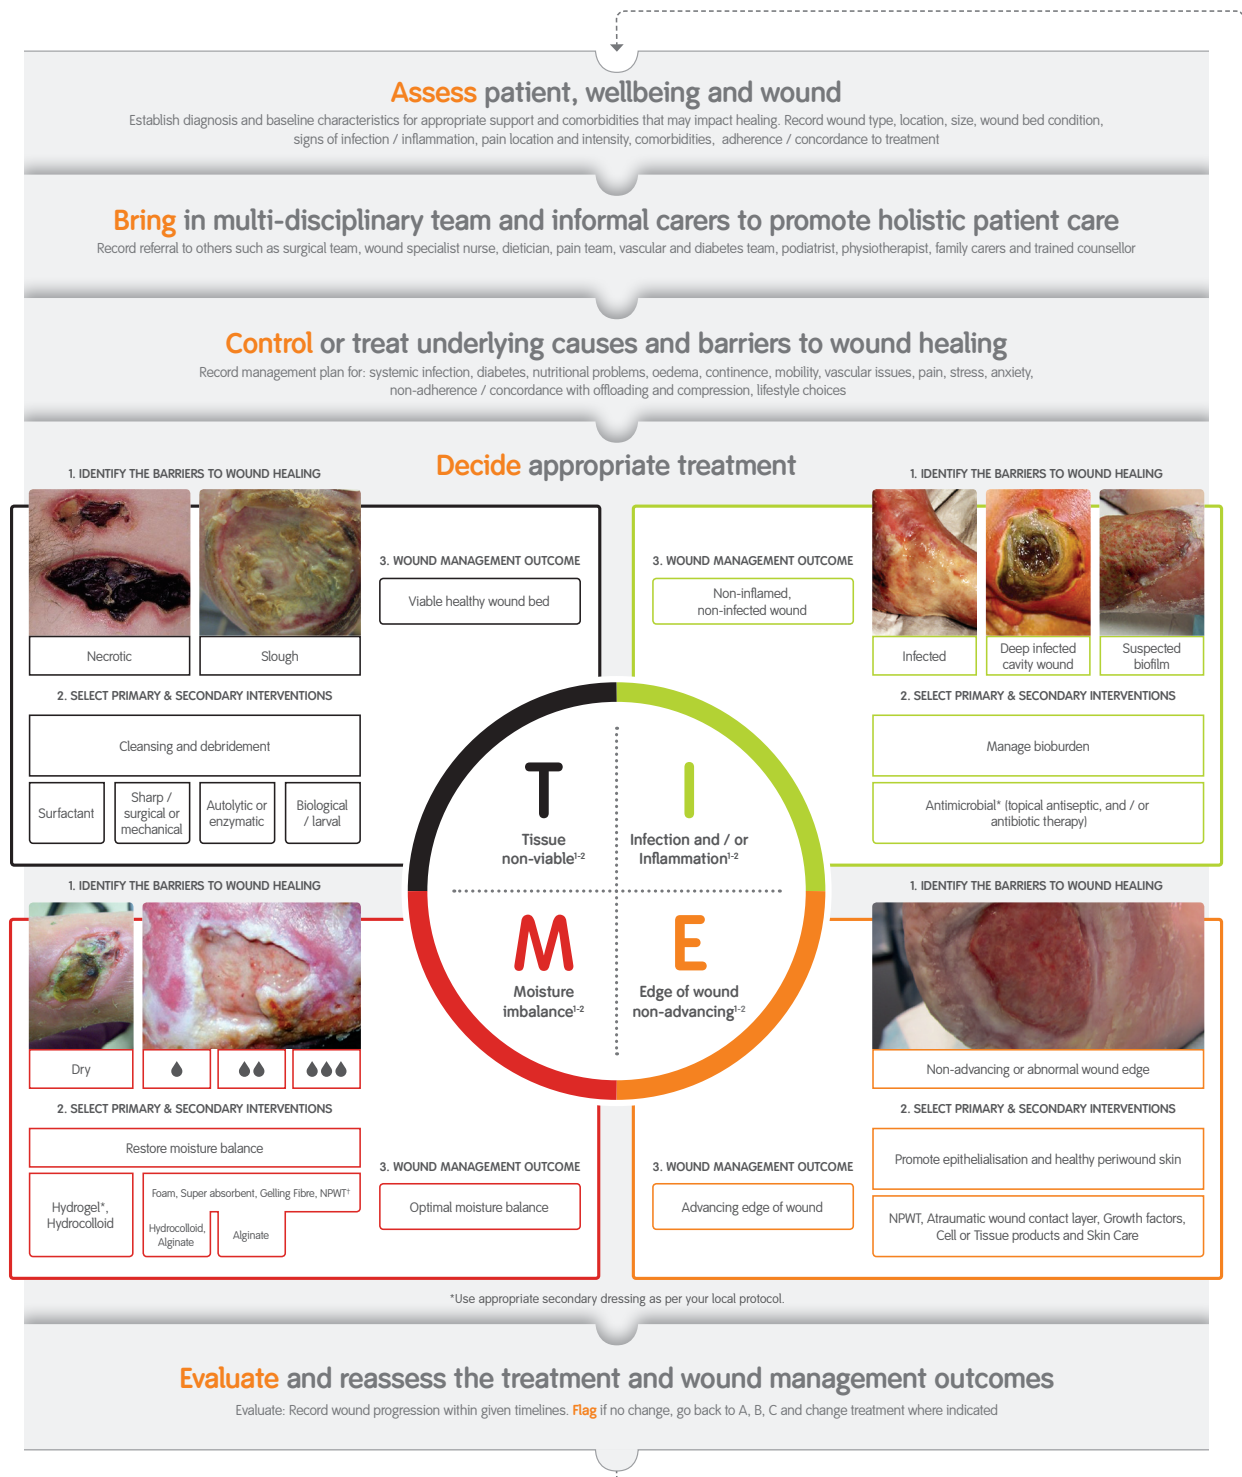 Assess patient, wellbeing and wound
Establish diagnosis and baseline characteristics for appropriate support and comorbidities that may impact healing. Record wound type, location, size, wound bed condition,
signs of infection / inflammation, pain location and intensity, comorbidities, adherence / concordance to treatment
Bring in multi-disciplinary team and informal carers to promote holistic patient care
Record referral to others such as surgical team, wound specialist nurse, dietician, pain team, vascular and diabetes team, podiatrist, physiotherapist, family carers and trained counsellor
Control or treat underlying causes and barriers to wound healing
Record management plan for: systemic infection, diabetes, nutritional problems, oedema, continence, mobility, vascular issues, pain, stress, anxiety,
non-adherence / concordance with offloading and compression, lifestyle choices
Decide appropriate treatment
1. IDENTIFY THE BARRIERS TO WOUND HEALING
Necrotic
Slough
2. SELECT PRIMARY & SECONDARY INTERVENTIONS
Cleansing and debridement
Surfactant
Sharp /
surgical or
mechanical
Autolytic or
enzymatic
Biological
/ larval
3. WOUND MANAGEMENT OUTCOME
Viable healthy wound bed
3. WOUND MANAGEMENT OUTCOME
Non-inflamed,
non-infected wound
1. IDENTIFY THE BARRIERS TO WOUND HEALING
Infected
Deep infected
cavity wound
Suspected
biofilm
2. SELECT PRIMARY & SECONDARY INTERVENTIONS
Manage bioburden
Antimicrobial* (topical antiseptic, and / or
antibiotic therapy)
T
Tissue
non-viable¹⁻²
I
Infection and / or
Inflammation¹⁻²
M
Moisture
imbalance¹⁻²
E
Edge of wound
non-advancing¹⁻²
1. IDENTIFY THE BARRIERS TO WOUND HEALING
Dry
2. SELECT PRIMARY & SECONDARY INTERVENTIONS
Restore moisture balance
Hydrogel*,
Hydrocolloid
Foam, Super absorbent, Gelling Fibre, NPWT†
Hydrocolloid,
Alginate
Alginate
3. WOUND MANAGEMENT OUTCOME
Optimal moisture balance
3. WOUND MANAGEMENT OUTCOME
Advancing edge of wound
1. IDENTIFY THE BARRIERS TO WOUND HEALING
Non-advancing or abnormal wound edge
2. SELECT PRIMARY & SECONDARY INTERVENTIONS
Promote epithelialisation and healthy periwound skin
NPWT, Atraumatic wound contact layer, Growth factors,
Cell or Tissue products and Skin Care
*Use appropriate secondary dressing as per your local protocol.
Evaluate and reassess the treatment and wound management outcomes
Evaluate: Record wound progression within given timelines. Flag if no change, go back to A, B, C and change treatment where indicated